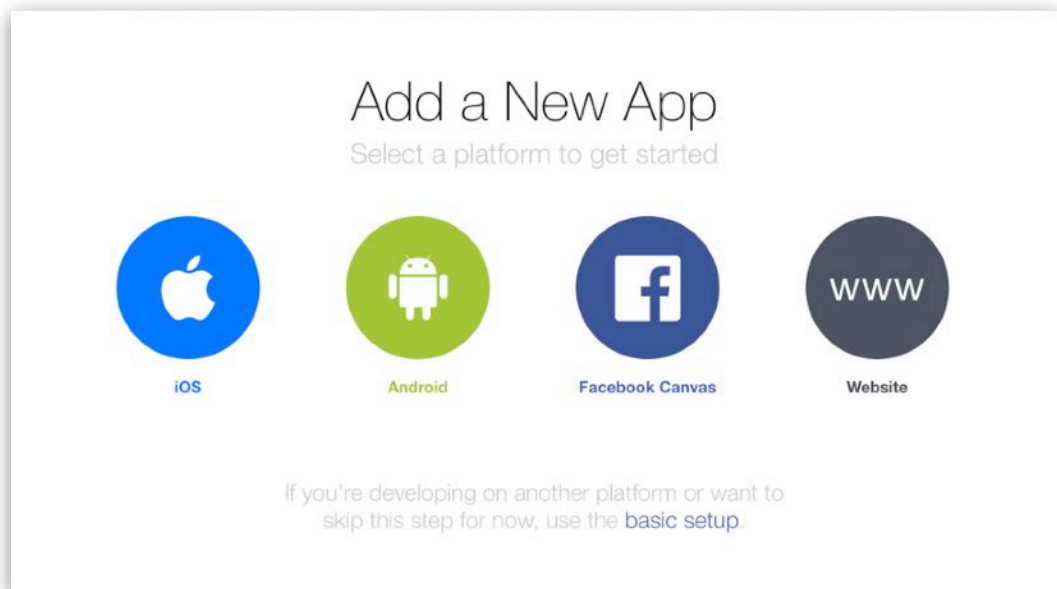 Add a New App
Select a platform to get started
www
iOS
Android
Facebook Canvas
Website
If you're developing on another platform or want to
skip this step for now, use the basic setup.